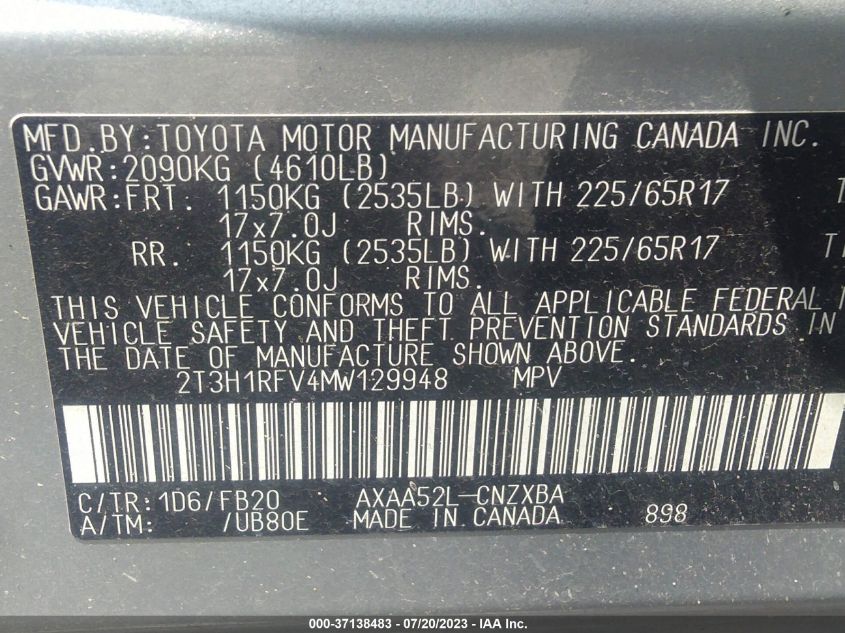 MFD.BY:TOYOTA MOTOR MANUFACTURING CANADA INC.
GVWR:2090KG (4610LB)
GAWR:FRT. 1150KG (2535LB) WITH 225/65R17
17x7.0J RIMS.
RR. 1150KG (2535LB) WITH 225/65R17
17x7.0J RIMS.
THIS VEHICLE CONFORMS TO ALL APPLICABLE FEDERAL
VEHICLE SAFETY AND THEFT PREVENTION STANDARDS IN
THE DATE OF MANUFACTURE SHOWN ABOVE.
2T3H1RFV4MW129948 MPV
C/TR:1D6/FB20 AXAA52L-CNZXBA
A/TM: /UB80E MADE IN CANADA 898
000-37138483 - 07/20/2023 - IAA Inc.